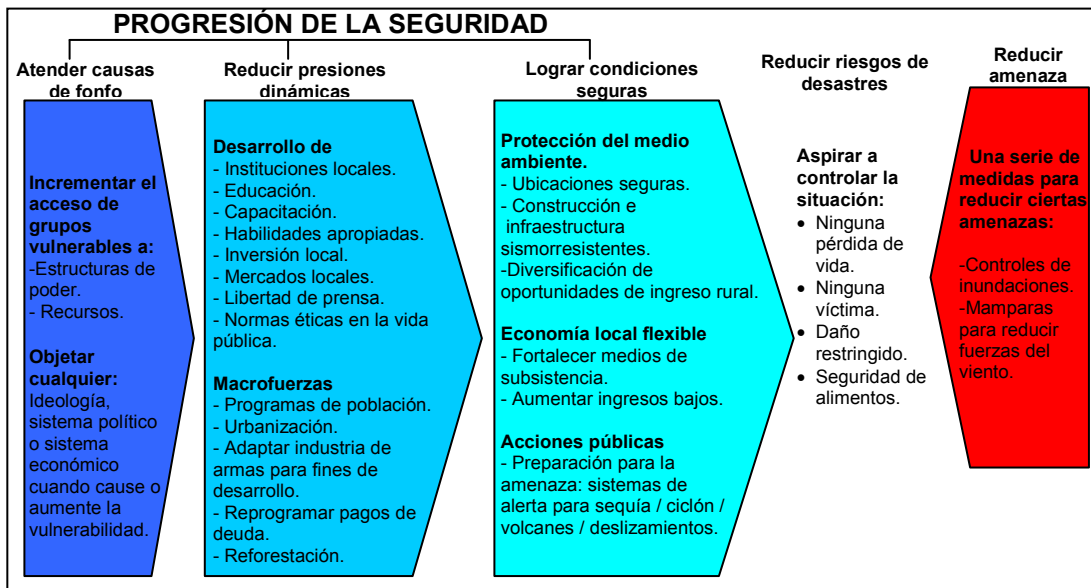 PROGRESIÓN DE LA SEGURIDAD
Atender causas
de fonfo
Incrementar el
acceso de
grupos
vulnerables a:
-Estructuras de
poder.
- Recursos.
Objetar
cualquier:
Ideología,
sistema político
o sistema
económico
cuando cause o
aumente la
vulnerabilidad.
Reducir presiones
dinámicas
Desarrollo de
- Instituciones locales.
- Educación.
- Capacitación.
- Habilidades apropiadas.
- Inversión local.
- Mercados locales.
- Libertad de prensa.
- Normas éticas en la vida
pública.
Macrofuerzas
- Programas de población.
- Urbanización.
- Adaptar industria de
armas para fines de
desarrollo.
- Reprogramar pagos de
deuda.
- Reforestación.
Lograr condiciones
seguras
Protección del medio
ambiente.
- Ubicaciones seguras.
- Construcción e
infraestructura
sismorresistentes.
-Diversificación de
oportunidades de ingreso rural.
Economía local flexible
- Fortalecer medios de
subsistencia.
- Aumentar ingresos bajos.
Acciones públicas
- Preparación para la
amenaza: sistemas de
alerta para sequía / ciclón /
volcanes / deslizamientos.
Reducir riesgos de
desastres
Aspirar a
controlar la
situación:
• Ninguna
pérdida de
vida.
• Ninguna
víctima.
• Daño
restringido.
• Seguridad de
alimentos.
Reducir
amenaza
Una serie de
medidas para
reducir ciertas
amenazas:
-Controles de
inundaciones.
-Mamparas
para reducir
fuerzas del
viento.